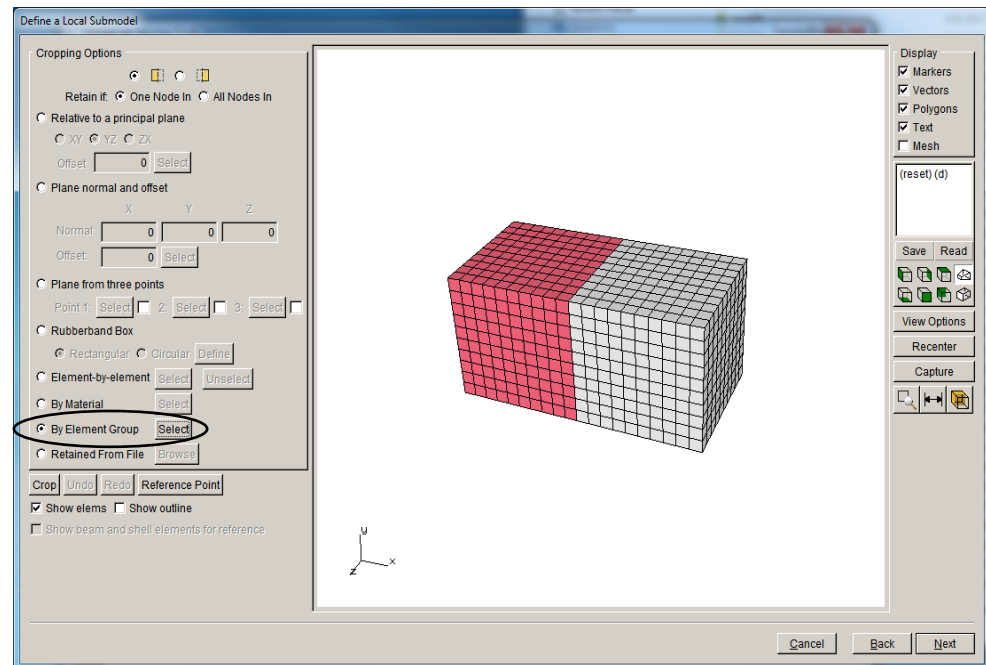 Define a Local Submodel
Cropping Options
Retain if: One Node In All Nodes In
Relative to a principal plane
XY YZ ZX
Offset 0 Select
Plane normal and offset
X Y Z
Normal: 0 0 0
Offset: 0 Select
Plane from three points
Point 1: Select 2: Select 3: Select
Rubberband Box
Rectangular Circular Define
Element-by-element Select Unselect
By Material Select
By Element Group Select
Retained From File Browse
Crop Undo Redo Reference Point
Show elems Show outline
Show beam and shell elements for reference
y
x
z
Display
Markers
Vectors
Polygons
Text
Mesh
(reset) (d)
Save Read
View Options
Recenter
Capture
Cancel Back Next